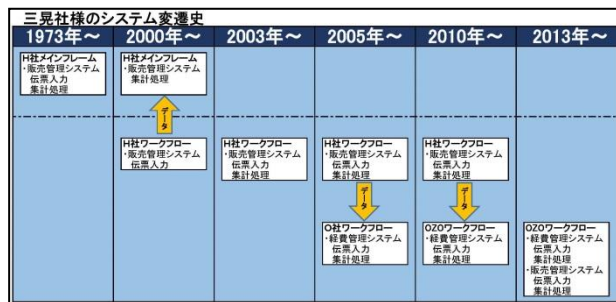 三晃社様のシステム変遷史
1973年～
2000年～
2003年～
2005年～
2010年～
2013年～
H社メインフレーム
・販売管理システム
伝票入力
集計処理
H社メインフレーム
・販売管理システム
集計処理
データ
H社ワークフロー
・販売管理システム
伝票入力
H社ワークフロー
・販売管理システム
伝票入力
集計処理
H社ワークフロー
・販売管理システム
伝票入力
集計処理
データ
O社ワークフロー
・経費管理システム
伝票入力
集計処理
H社ワークフロー
・販売管理システム
伝票入力
集計処理
データ
OZOワークフロー
・経費管理システム
伝票入力
集計処理
OZOワークフロー
・経費管理システム
伝票入力
集計処理
・販売管理システム
伝票入力
集計処理